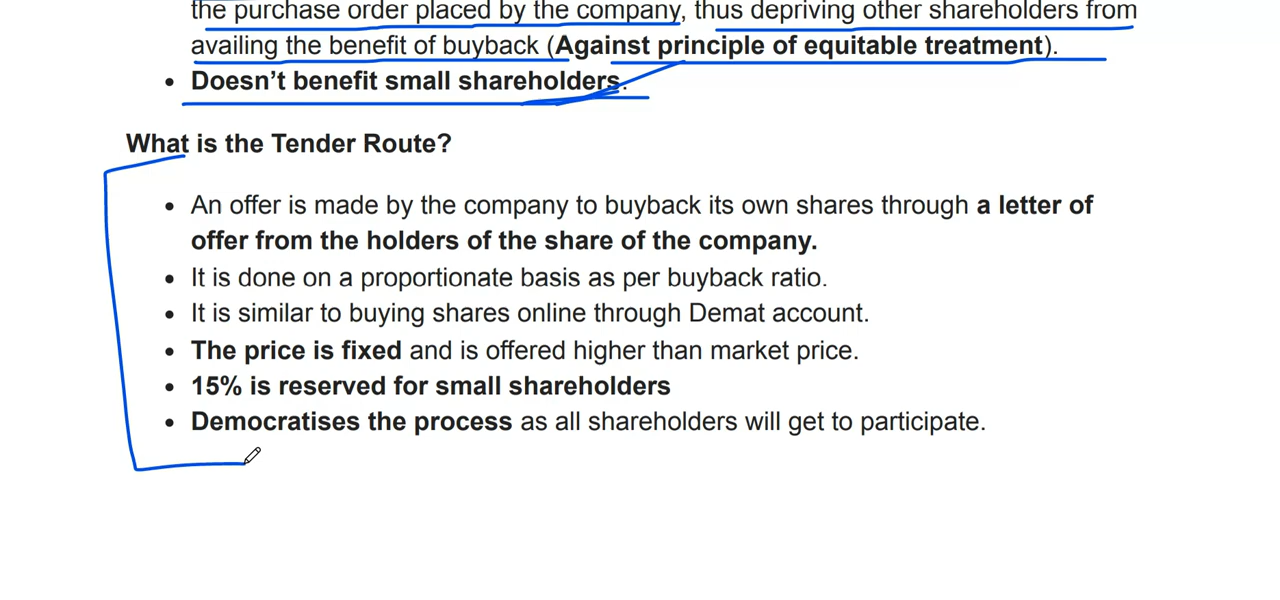 the purchase order placed by the company, thus depriving other shareholders from
availing the benefit of buyback (Against principle of equitable treatment).
• Doesn’t benefit small shareholders.
What is the Tender Route?
• An offer is made by the company to buyback its own shares through a letter of
offer from the holders of the share of the company.
• It is done on a proportionate basis as per buyback ratio.
• It is similar to buying shares online through Demat account.
• The price is fixed and is offered higher than market price.
• 15% is reserved for small shareholders
• Democratises the process as all shareholders will get to participate.